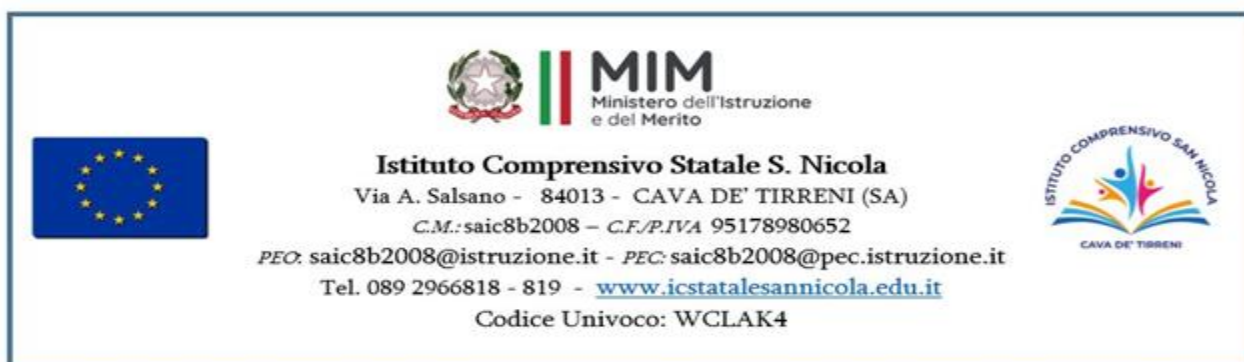 MIM
Ministero dell'Istruzione
e del Merito
Istituto Comprensivo Statale S. Nicola
Via A. Salsano - 84013 - CAVA DE' TIRRENI (SA)
C.M.: saic8b2008 – C.F./P.IVA 95178980652
PEO: saic8b2008@istruzione.it - PEC: saic8b2008@pec.istruzione.it
Tel. 089 2966818 - 819 - www.icstatalesannicola.edu.it
Codice Univoco: WCLAK4
ISTITUTO COMPRENSIVO SAN NICOLA
CAVA DE' TIRRENI